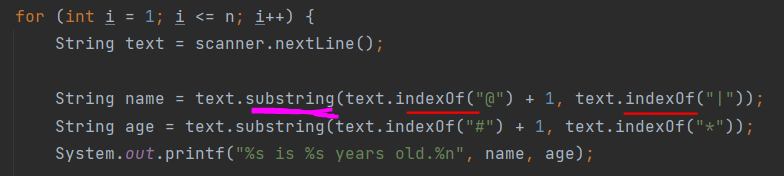 for (int i = 1; i <= n; i++) {
String text = scanner.nextLine();
String name = text.substring(text.indexOf("@") + 1, text.indexOf("|"));
String age = text.substring(text.indexOf("#") + 1, text.indexOf("*"));
System.out.printf("%s is %s years old.%n", name, age);